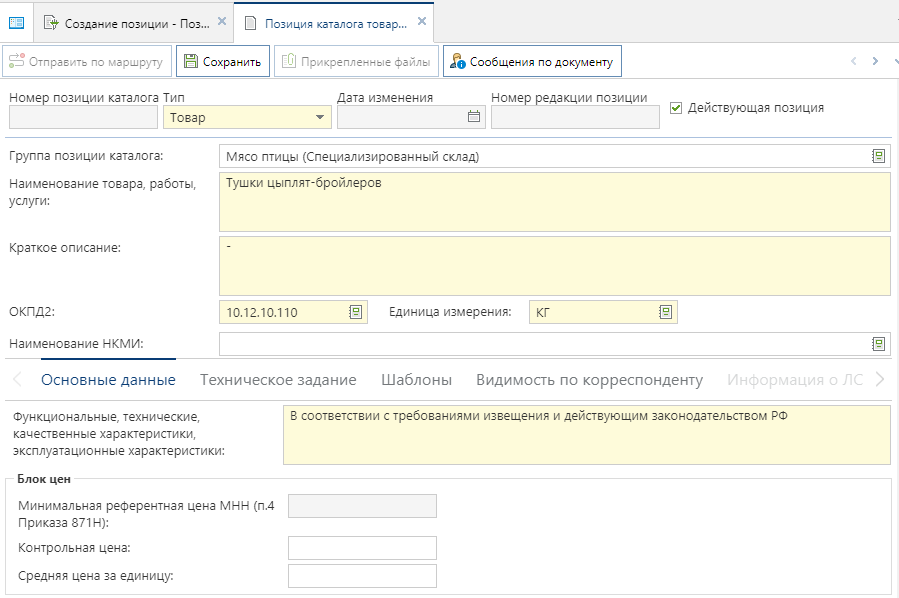 Создание позиции - Поз...
Позиция каталога товар...
Отправить по маршруту
Сохранить
Прикрепленные файлы
Сообщения по документу
Номер позиции каталога
Тип
Дата изменения
Номер редакции позиции
Товар
Действующая позиция
Группа позиции каталога:
Мясо птицы (Специализированный склад)
Наименование товара, работы,
услуги:
Тушки цыплят-бройлеров
Краткое описание:
-
ОКПД2:
10.12.10.110
Единица измерения:
КГ
Наименование НКМИ:
Основные данные
Техническое задание
Шаблоны
Видимость по корреспонденту
Информация о ЛС
Функциональные, технические,
качественные характеристики,
эксплуатационные характеристики:
В соответствии с требованиями извещения и действующим законодательством РФ
Блок цен
Минимальная референтная цена МНН (п.4
Приказа 871Н):
Контрольная цена:
Средняя цена за единицу: